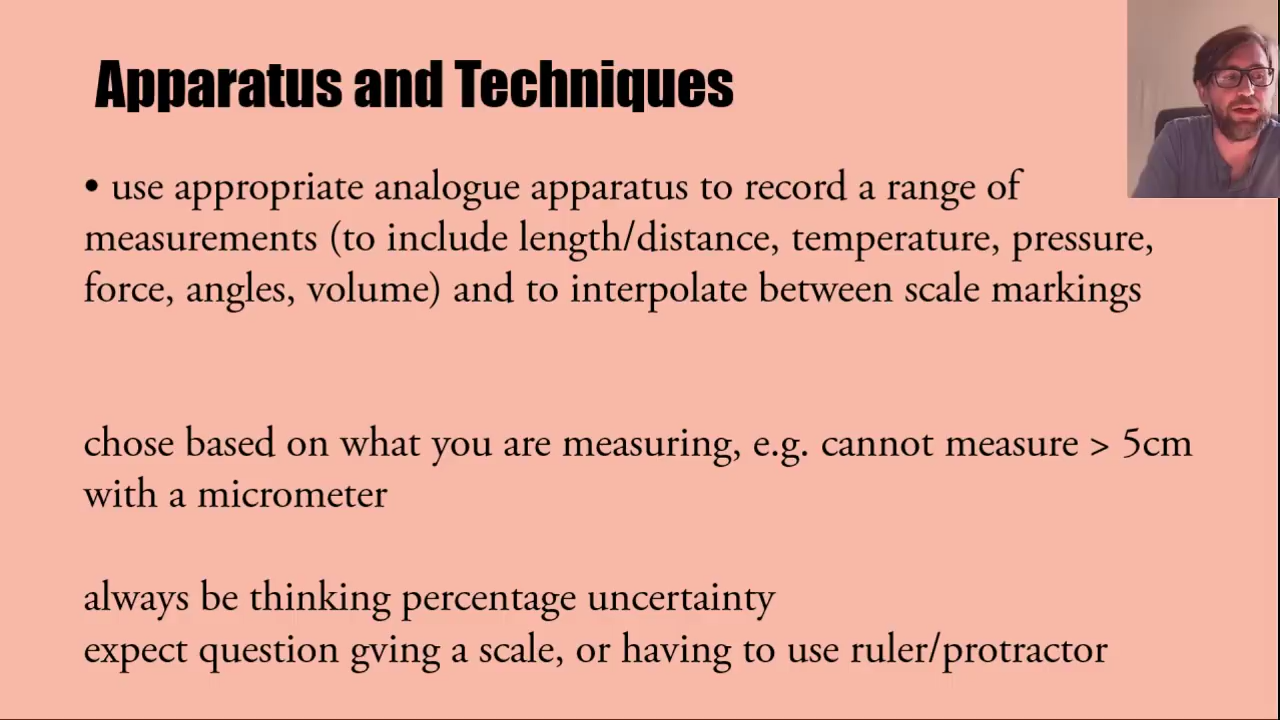 Apparatus and Techniques
• use appropriate analogue apparatus to record a range of
measurements (to include length/distance, temperature, pressure,
force, angles, volume) and to interpolate between scale markings
chose based on what you are measuring, e.g. cannot measure > 5cm
with a micrometer
always be thinking percentage uncertainty
expect question gving a scale, or having to use ruler/protractor